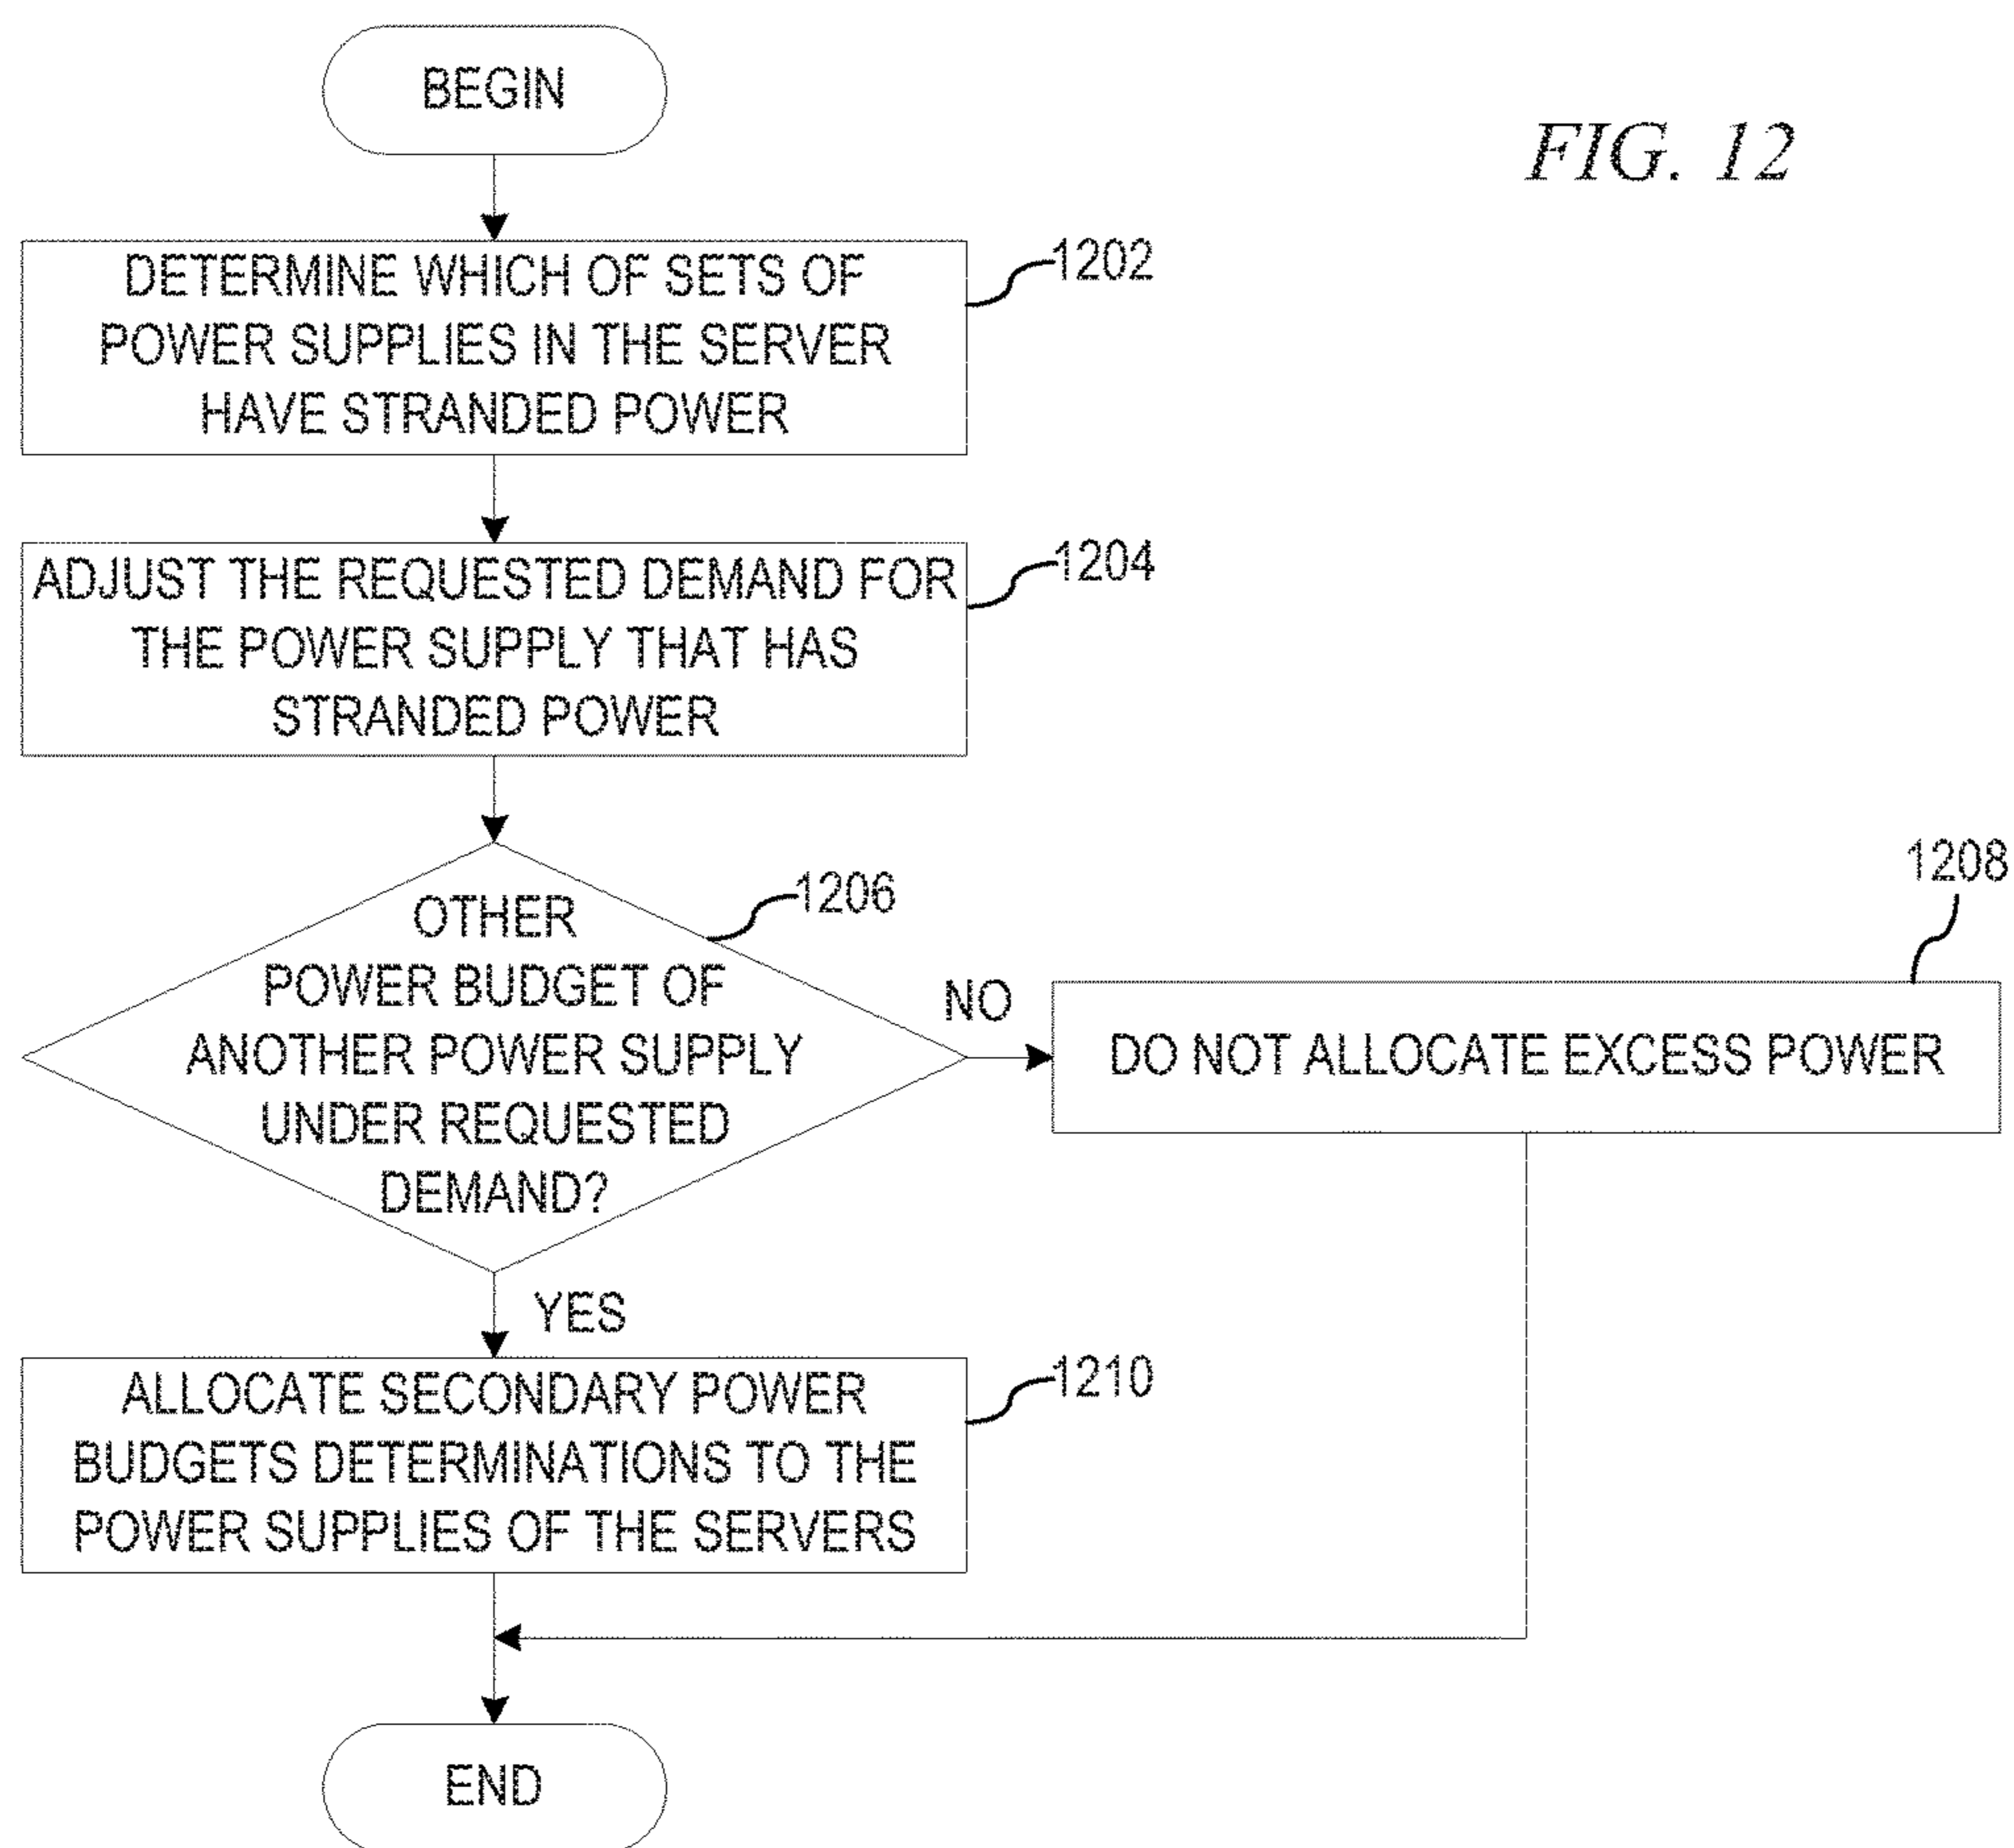 BEGIN
FIG. 12
DETERMINE WHICH OF SETS OF
POWER SUPPLIES IN THE SERVER
HAVE STRANDED POWER
1202
ADJUST THE REQUESTED DEMAND FOR
THE POWER SUPPLY THAT HAS
STRANDED POWER
1204
OTHER
POWER BUDGET OF
ANOTHER POWER SUPPLY
UNDER REQUESTED
DEMAND?
1206
NO
1208
DO NOT ALLOCATE EXCESS POWER
YES
ALLOCATE SECONDARY POWER
BUDGETS DETERMINATIONS TO THE
POWER SUPPLIES OF THE SERVERS
1210
END